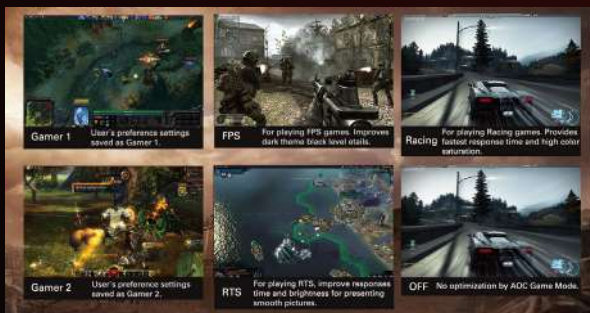 Gamer 1
User's preference settings
saved as Gamer 1.
FPS
For playing FPS games. Improves
dark theme black level etails.
Racing
For playing Racing games. Provides
fastest response time and high color
saturation.
Gamer 2
User's preference settings
saved as Gamer 2.
RTS
For playing RTS, improve responses
time and brightness for presenting
smooth pictures.
OFF
No optimization by AOC Game Mode.